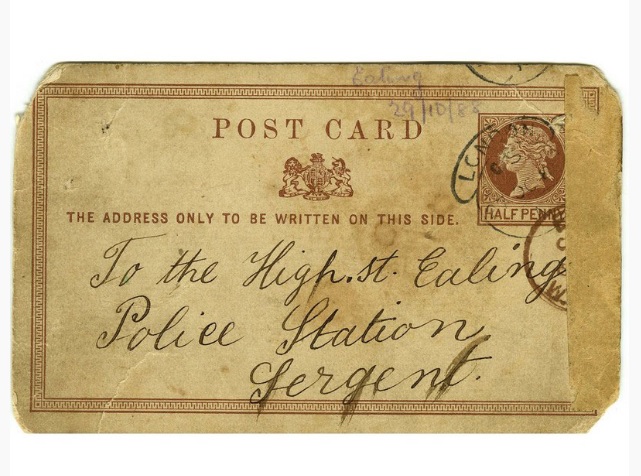 Ealing
29/10/88
POST CARD
THE ADDRESS ONLY TO BE WRITTEN ON THIS SIDE.
HALF PENNY
To the High.st. Ealing
Police Station
Sergent.